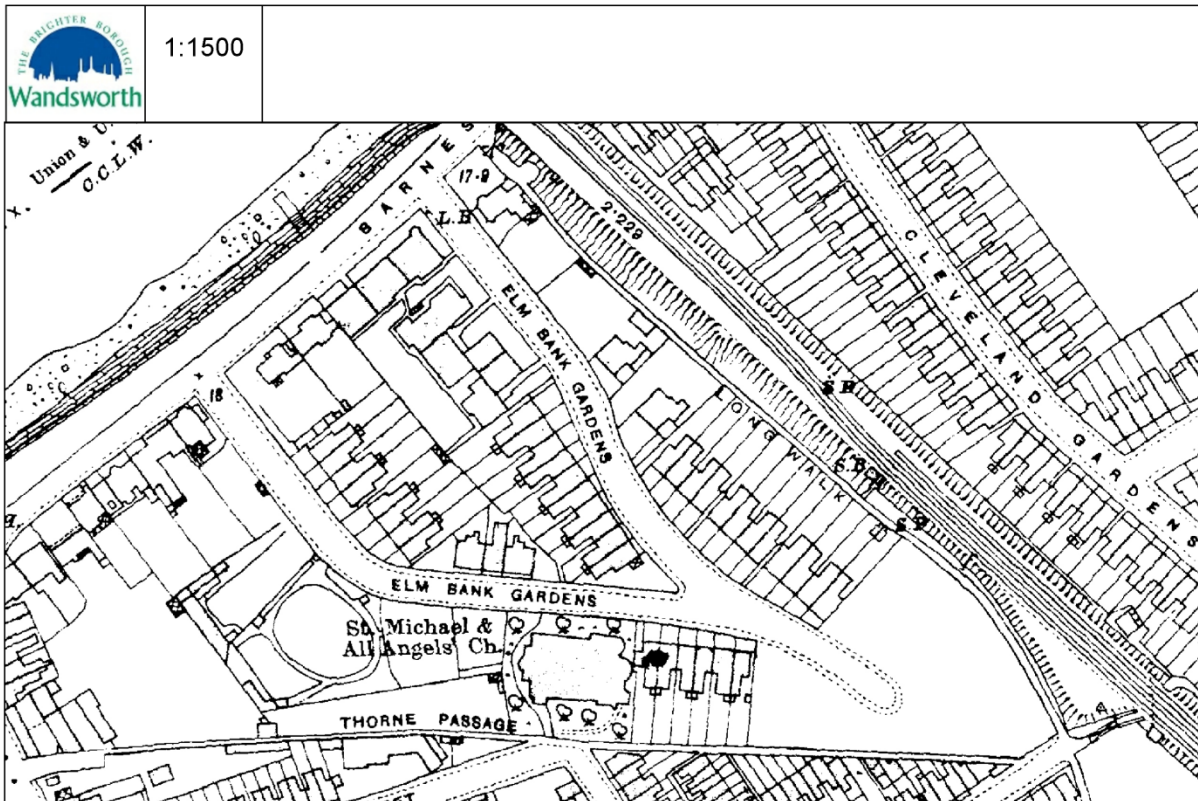 THE BRIGHTER BOROUGH
Wandsworth
1:1500
Union &
C.C.L.W.
x.
BARNES
17·9
L.B
2·229
CLEVELAND GARDENS
ELM BANK GARDENS
x
18
S.B
LONG WALK
S.B
S.P
ELM BANK GARDENS
St. Michael &
All Angels' Ch.
THORNE PASSAGE